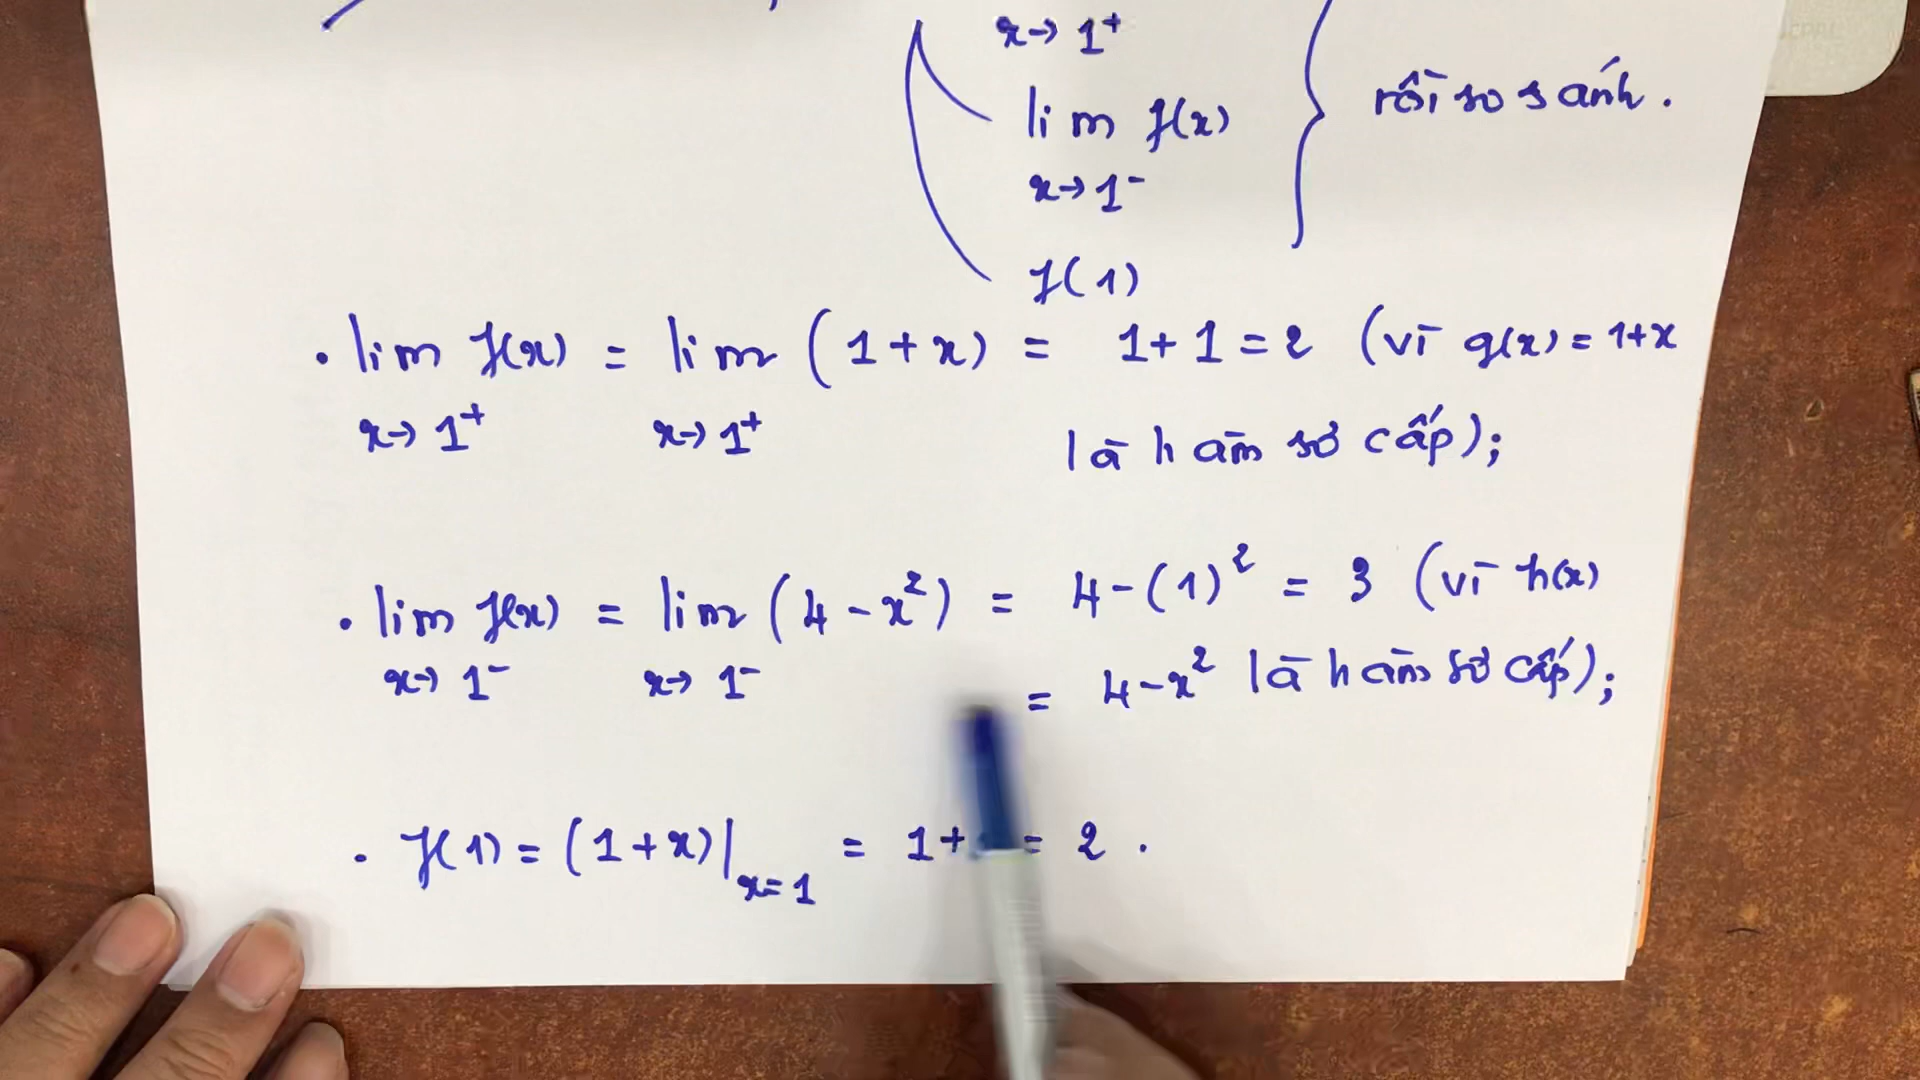 x→ 1⁺
lim f(x)
x→ 1⁻
f(1)
rồi so sánh.
• lim f(x) = lim (1+x) = 1+1=2 (vì g(x)=1+x
x→ 1⁺ x→ 1⁺ là hàm sơ cấp);
• lim f(x) = lim (4-x²) = 4-(1)² = 3 (vì h(x)
x→ 1⁻ x→ 1⁻ = 4-x² là hàm sơ cấp);
• f(1) = (1+x)|ₓ₌₁ = 1+ = 2 .